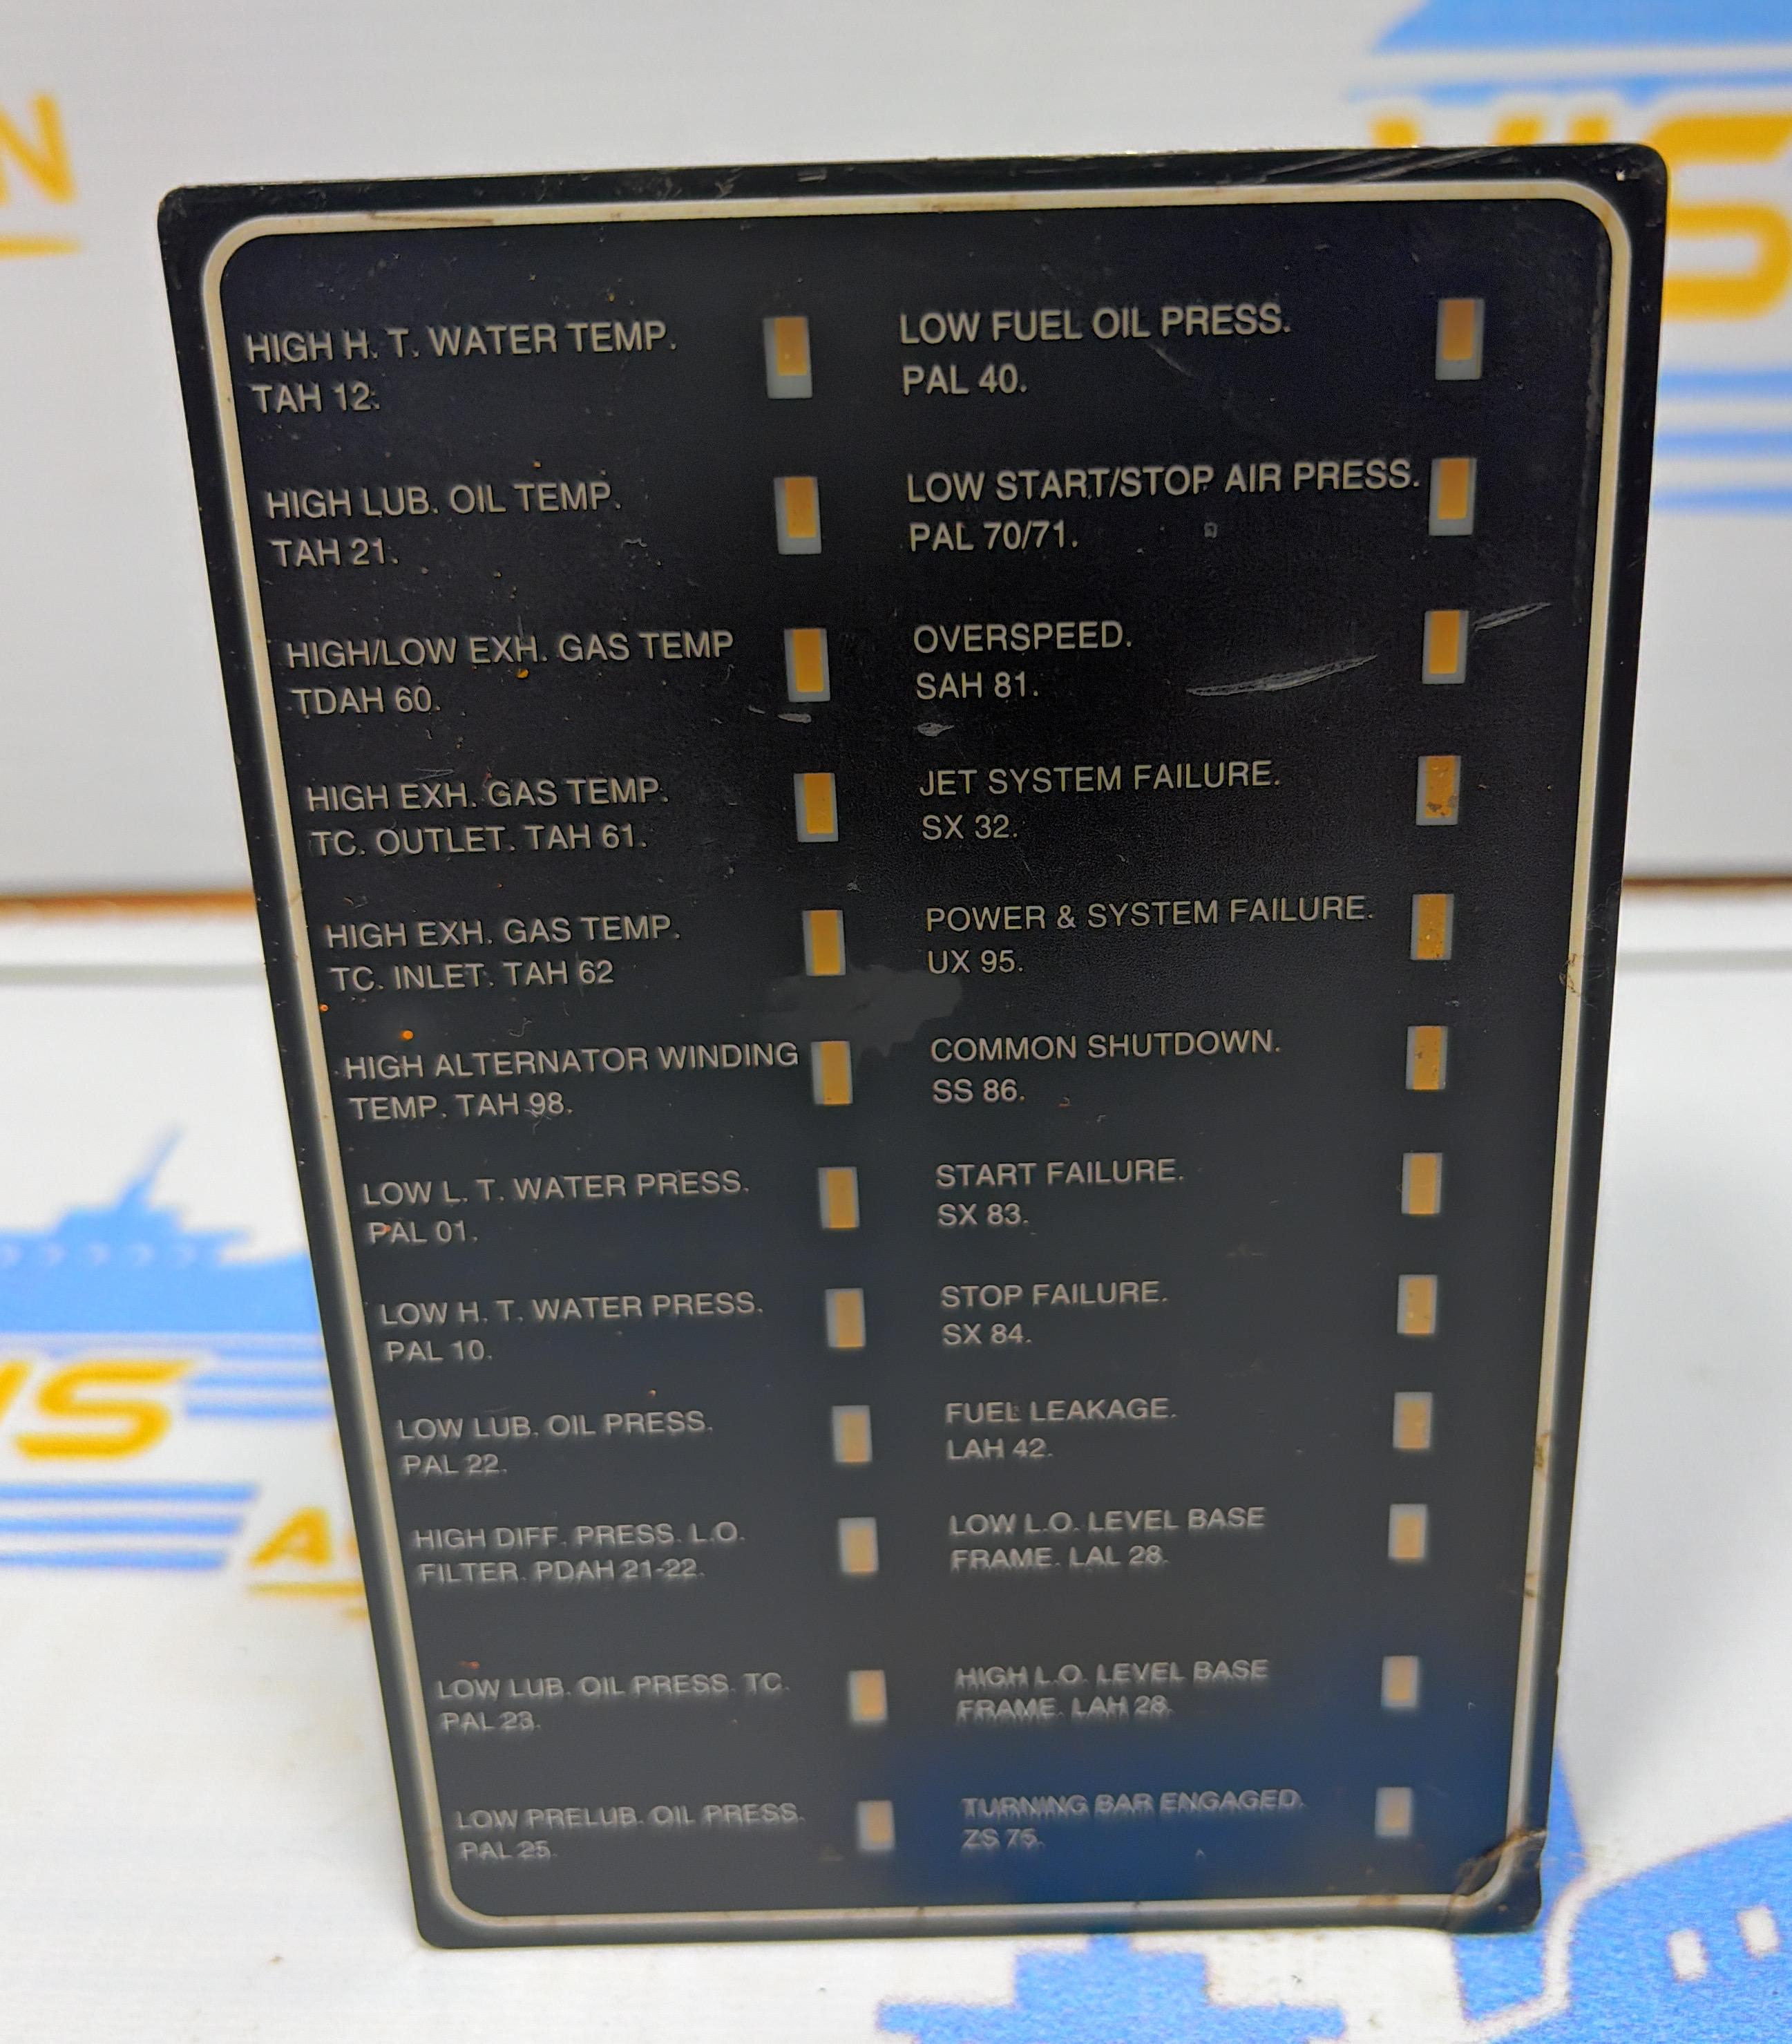 HIGH H. T. WATER TEMP.
TAH 12.
HIGH LUB. OIL TEMP.
TAH 21.
HIGH/LOW EXH. GAS TEMP
TDAH 60.
HIGH EXH. GAS TEMP.
TC. OUTLET. TAH 61.
HIGH EXH. GAS TEMP.
TC. INLET. TAH 62
HIGH ALTERNATOR WINDING
TEMP. TAH 98.
LOW L. T. WATER PRESS.
PAL 01.
LOW H. T. WATER PRESS.
PAL 10.
LOW LUB. OIL PRESS.
PAL 22.
HIGH DIFF. PRESS. L.O.
FILTER. PDAH 21-22.
LOW LUB. OIL PRESS. TC.
PAL 23.
LOW PRELUB. OIL PRESS.
PAL 25.
LOW FUEL OIL PRESS.
PAL 40.
LOW START/STOP AIR PRESS.
PAL 70/71.
OVERSPEED.
SAH 81.
JET SYSTEM FAILURE.
SX 32.
POWER & SYSTEM FAILURE.
UX 95.
COMMON SHUTDOWN.
SS 86.
START FAILURE.
SX 83.
STOP FAILURE.
SX 84.
FUEL LEAKAGE.
LAH 42.
LOW L.O. LEVEL BASE
FRAME. LAL 28.
HIGH L.O. LEVEL BASE
FRAME. LAH 28.
TURNING BAR ENGAGED.
ZS 75.